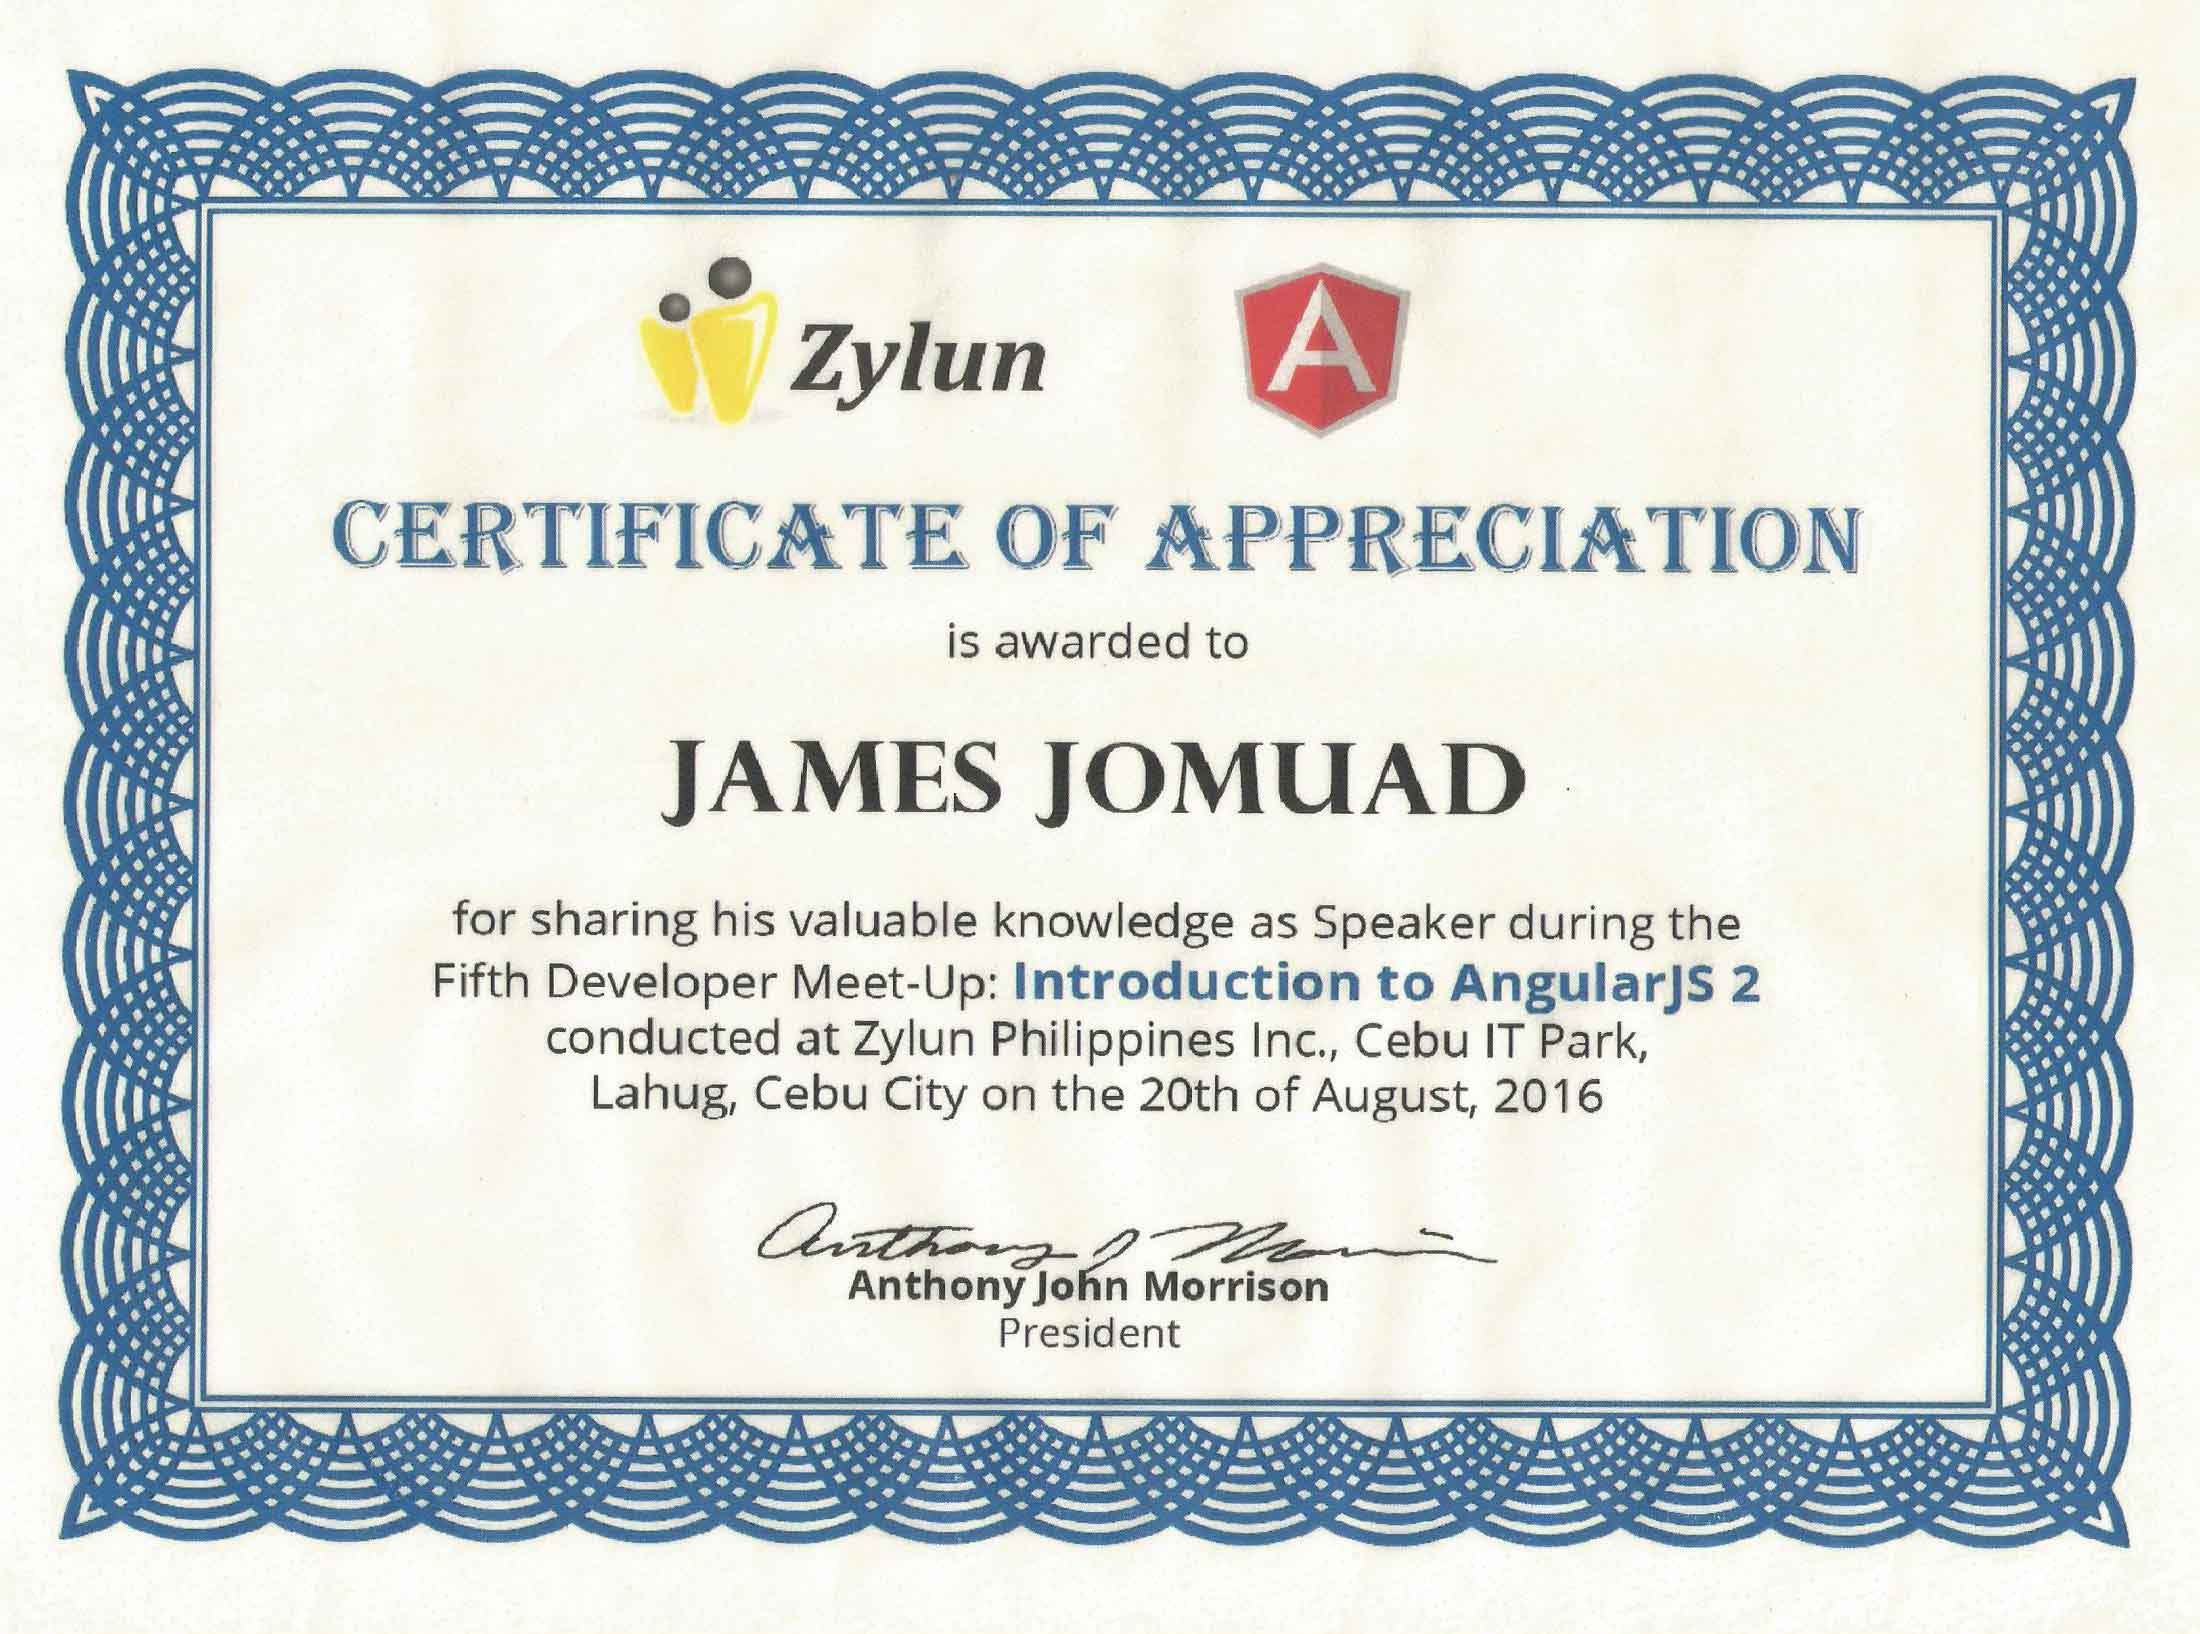 Zylun
A
CERTIFICATE OF APPRECIATION
is awarded to
JAMES JOMUAD
for sharing his valuable knowledge as Speaker during the
Fifth Developer Meet-Up: Introduction to AngularJS 2
conducted at Zylun Philippines Inc., Cebu IT Park,
Lahug, Cebu City on the 20th of August, 2016
Anthony J Morrison
Anthony John Morrison
President